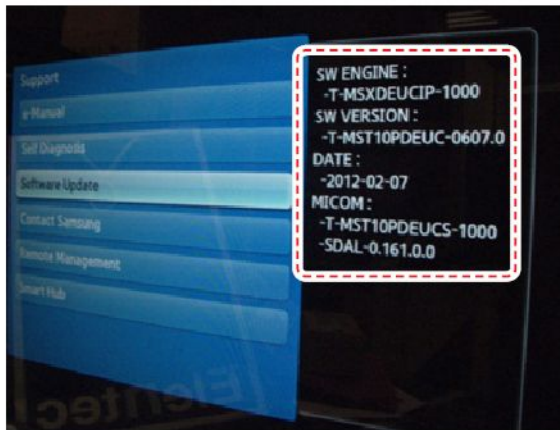 Support
e-Manual
Self Diagnosis
Software Update
Contact Samsung
Remote Management
Smart Hub
SW ENGINE :
-T-MSXDEUCIP-1000
SW VERSION :
-T-MST10PDEUC-0607.0
DATE :
-2012-02-07
MICOM :
-T-MST10PDEUCS-1000
-SDAL-0.161.0.0
Elentec